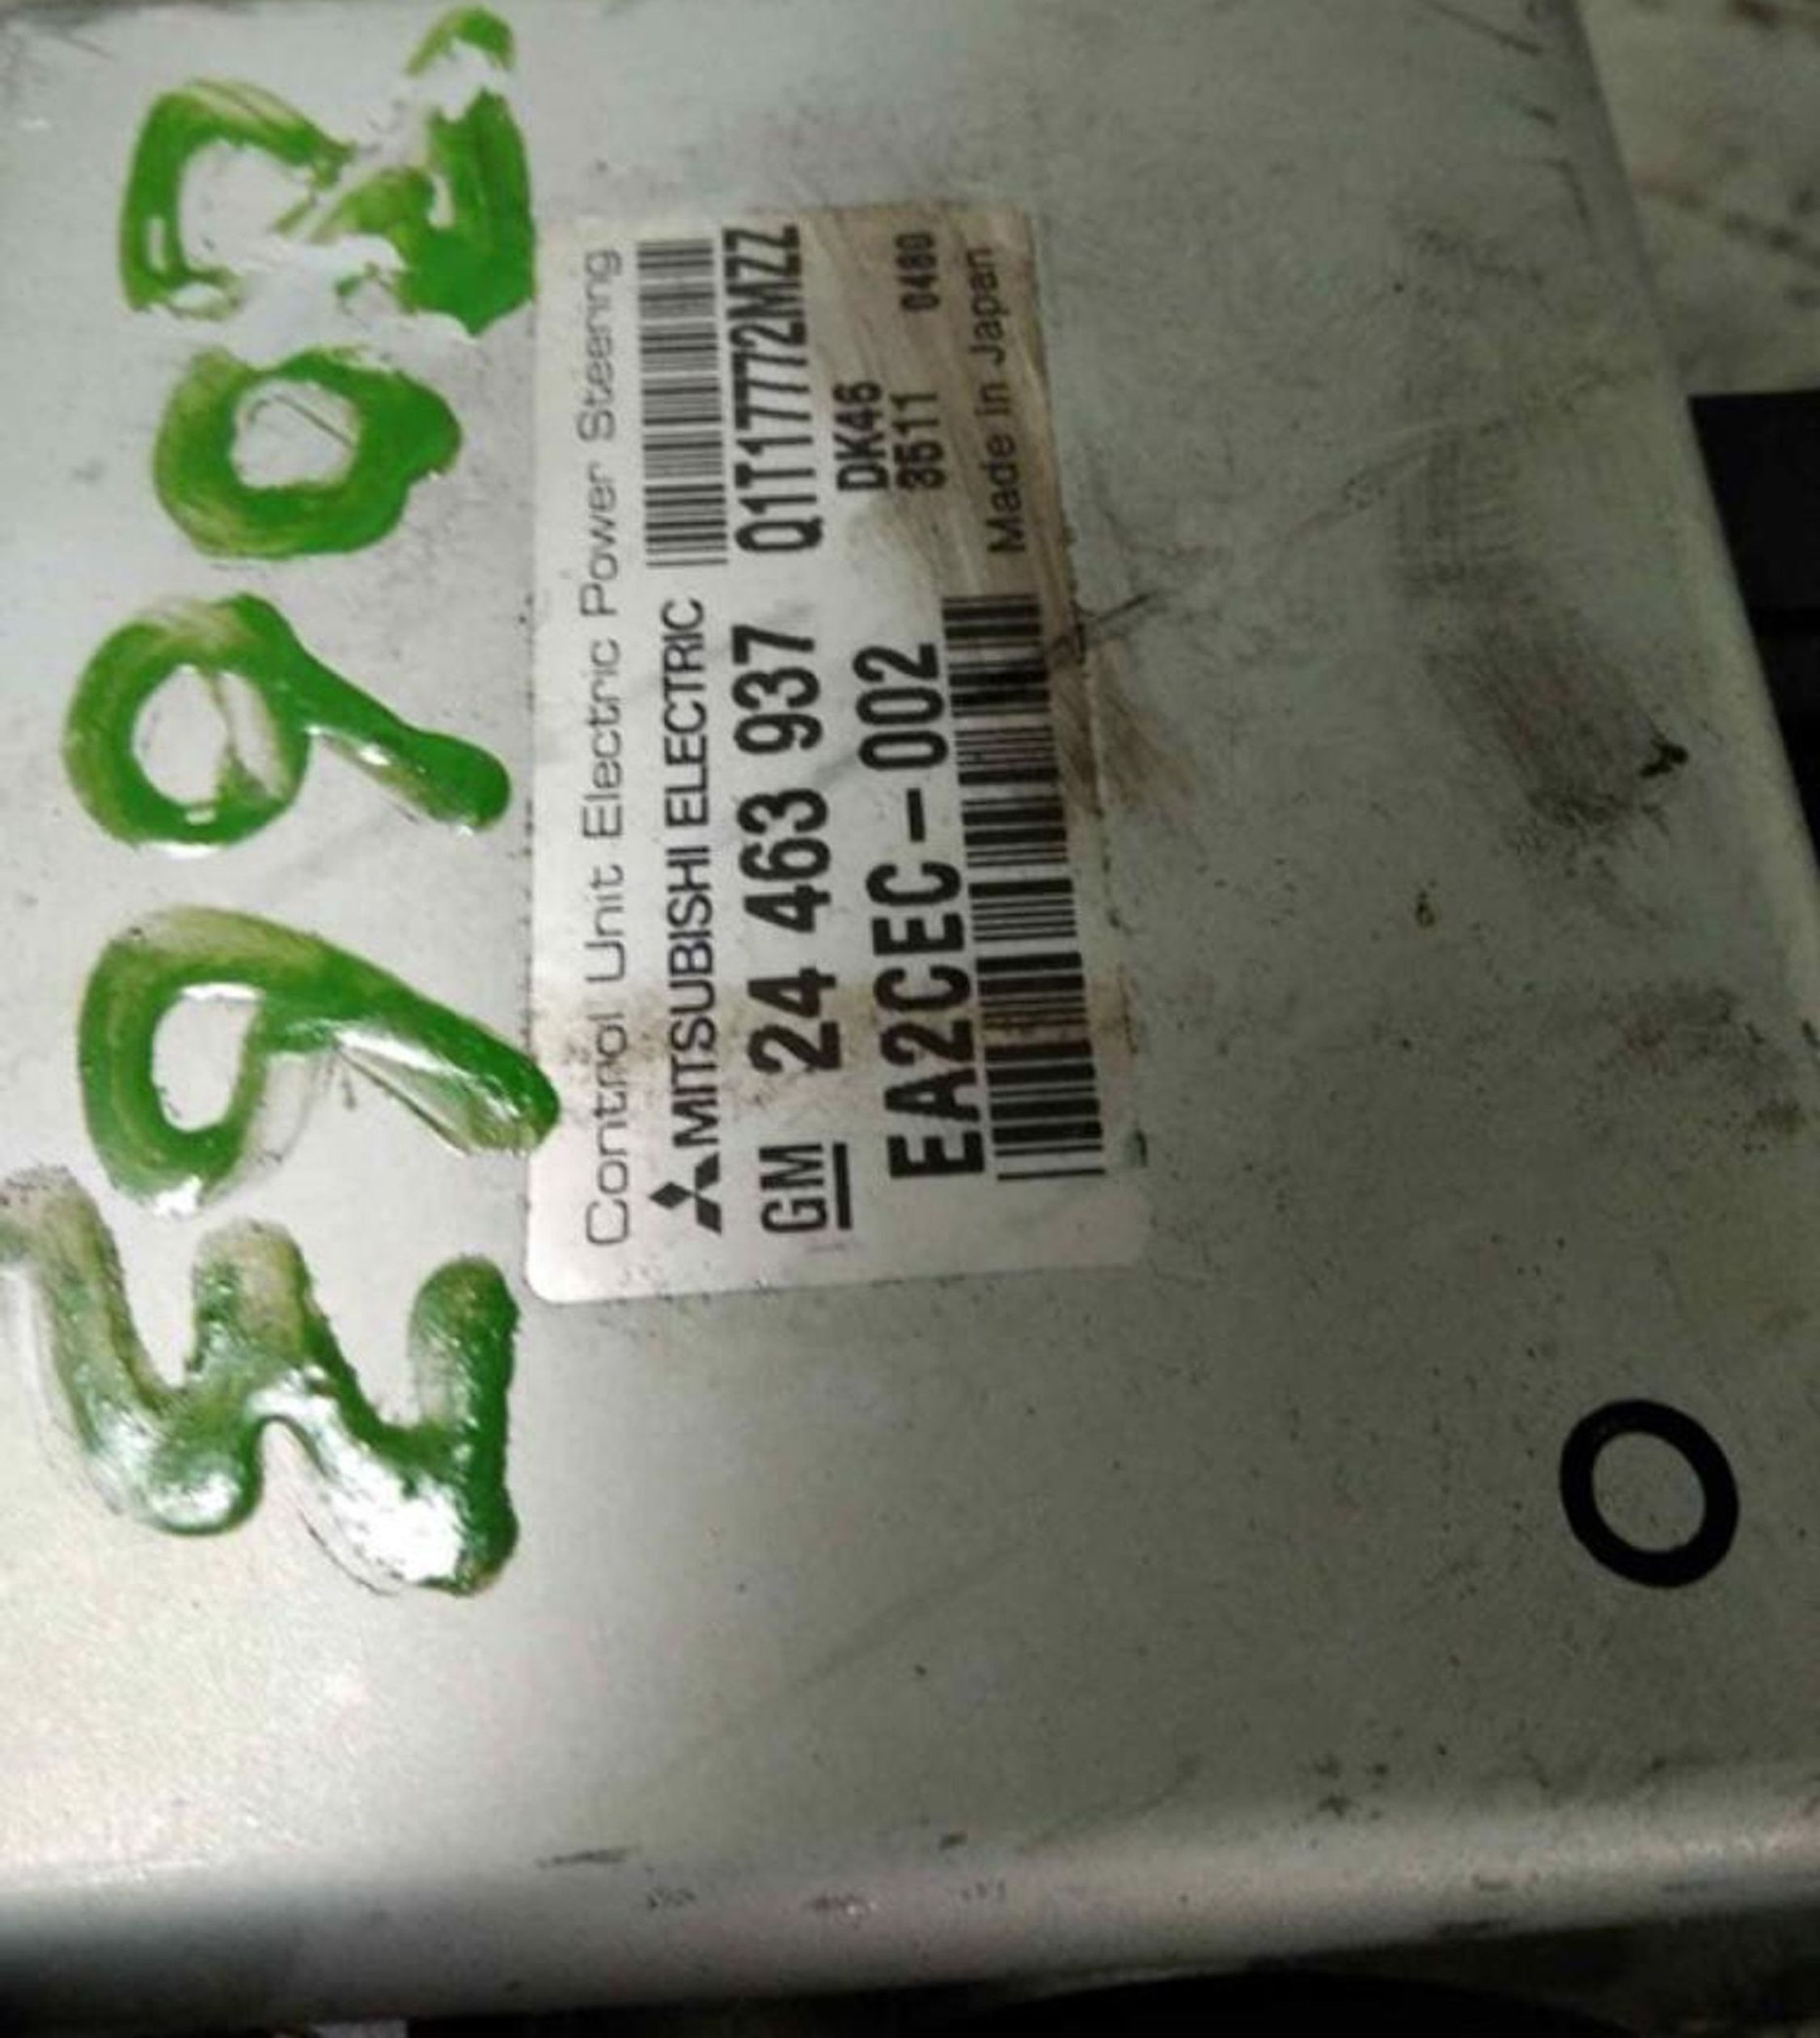 39902
Control Unit Electric Power Steering
MITSUBISHI ELECTRIC
GM 24 463 937 Q1T17772MZZ
EA2CEC-002 DK46
3511 0480
Made in Japan